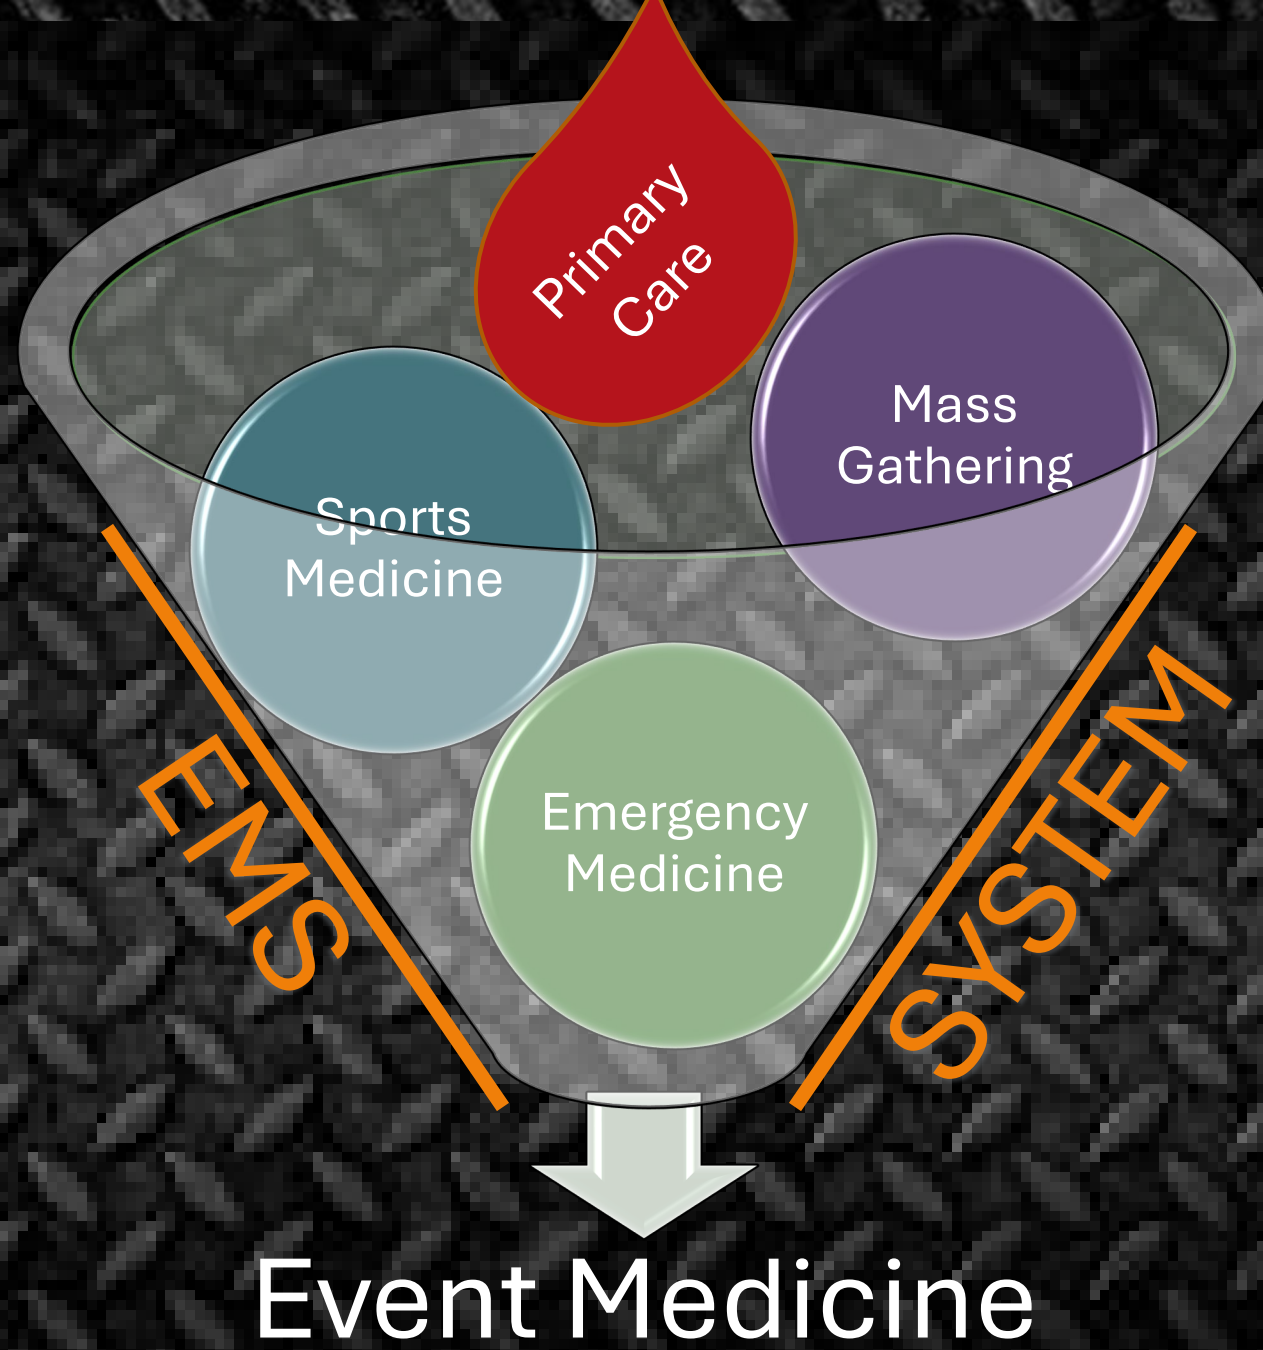 Primary
Care
Mass
Gathering
Sports
Medicine
Emergency
Medicine
EMS
SYSTEM
Event Medicine